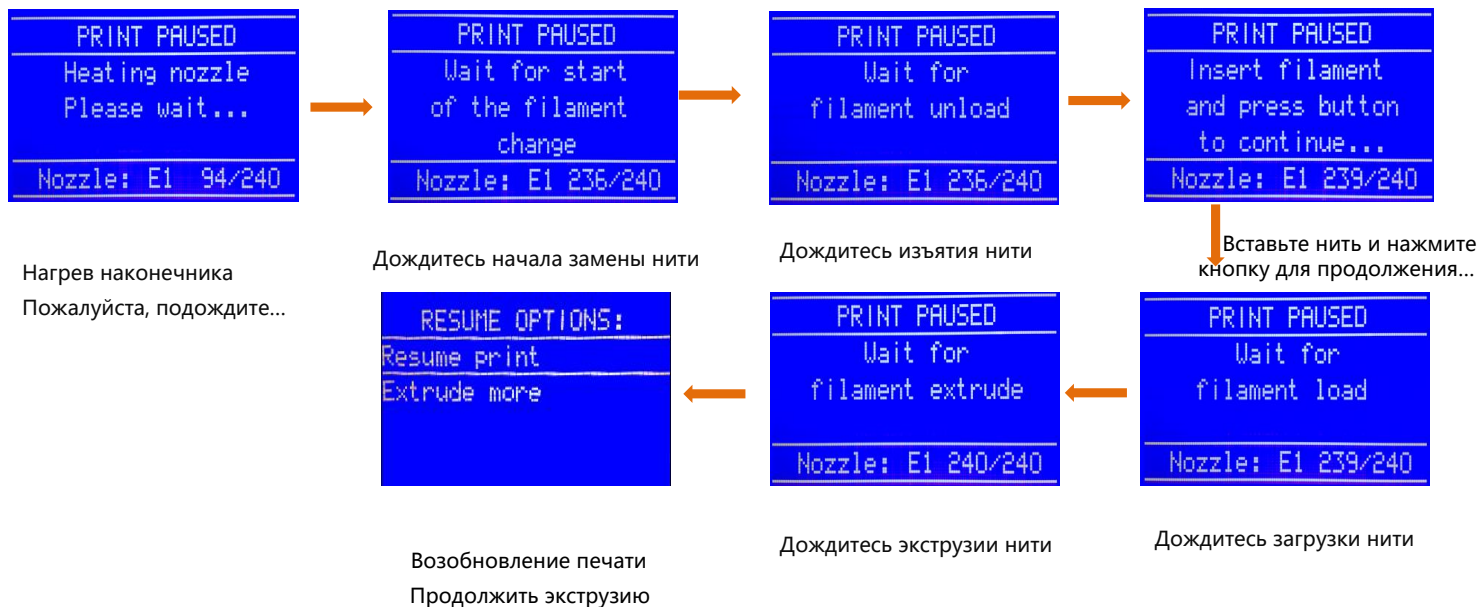 PRINT PAUSED
Heating nozzle
Please wait...
Nozzle: E1 94/240
PRINT PAUSED
Wait for start
of the filament
change
Nozzle: E1 236/240
PRINT PAUSED
Wait for
filament unload
Nozzle: E1 236/240
PRINT PAUSED
Insert filament
and press button
to continue...
Nozzle: E1 239/240
Нагрев наконечника
Пожалуйста, подождите...
Дождитесь начала замены нити
Дождитесь изъятия нити
Вставьте нить и нажмите
кнопку для продолжения...
PRINT PAUSED
Wait for
filament load
Nozzle: E1 239/240
Дождитесь загрузки нити
PRINT PAUSED
Wait for
filament extrude
Nozzle: E1 240/240
Дождитесь экструзии нити
RESUME OPTIONS:
Resume print
Extrude more
Возобновление печати
Продолжить экструзию